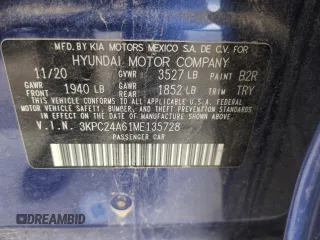 MFD. BY KIA MOTORS MEXICO S.A. DE C.V. FOR
HYUNDAI MOTOR COMPANY
11/20 GVWR 3527 LB PAINT B2R
GAWR 1940 LB GAWR 1852 LB TRIM TRY
THIS VEHICLE CONFORMS TO ALL APPLICABLE U.S. FEDERAL MOTOR
VEHICLE SAFETY, BUMPER, AND THEFT PREVENTION STANDARDS
IN EFFECT ON THE DATE OF MANUFACTURE SHOWN ABOVE.
V.I.N. 3KPC24A61ME135728
PASSENGER CAR
DREAMBID